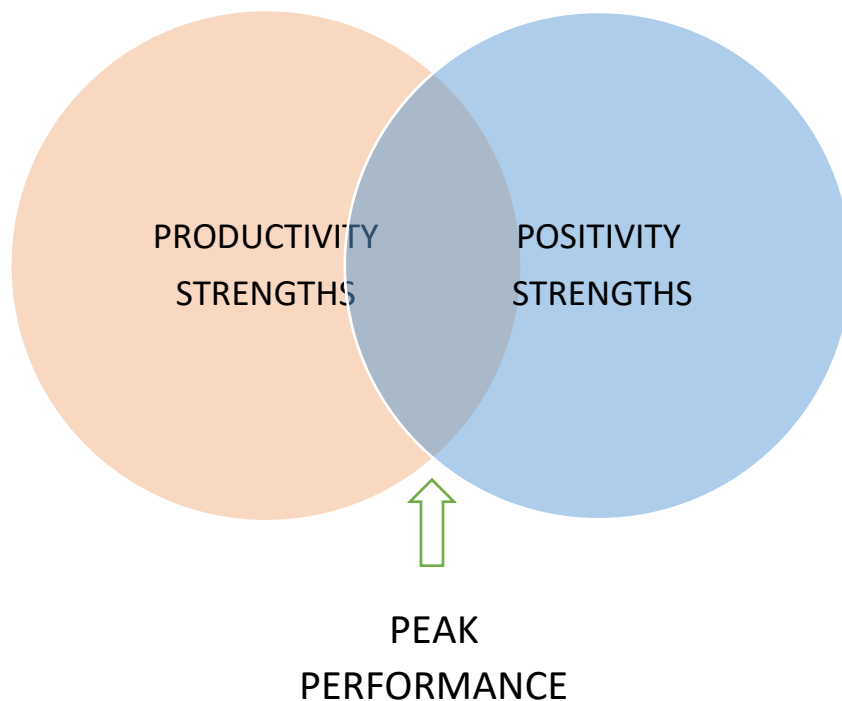 PRODUCTIVITY
STRENGTHS
POSITIVITY
STRENGTHS
PEAK
PERFORMANCE